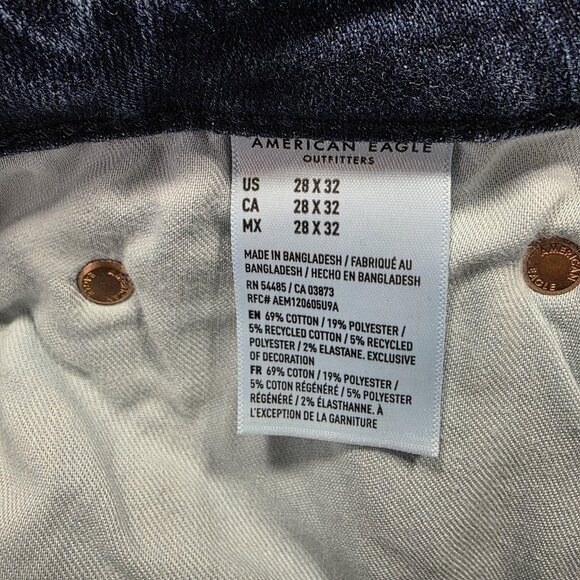 AMERICAN EAGLE
OUTFITTERS
US 28 X 32
CA 28 X 32
MX 28 X 32
MADE IN BANGLADESH / FABRIQUÉ AU
BANGLADESH / HECHO EN BANGLADESH
RN 54485 / CA 03873
RFC# AEM120605U9A
EN 69% COTTON / 19% POLYESTER /
5% RECYCLED COTTON / 5% RECYCLED
POLYESTER / 2% ELASTANE. EXCLUSIVE
OF DECORATION
FR 69% COTON / 19% POLYESTER /
5% COTON RÉGÉNÉRÉ / 5% POLYESTER
RÉGÉNÉRÉ / 2% ÉLASTHANNE. À
L'EXCEPTION DE LA GARNITURE
AMERICAN
EAGLE
AMERICAN
EAGLE